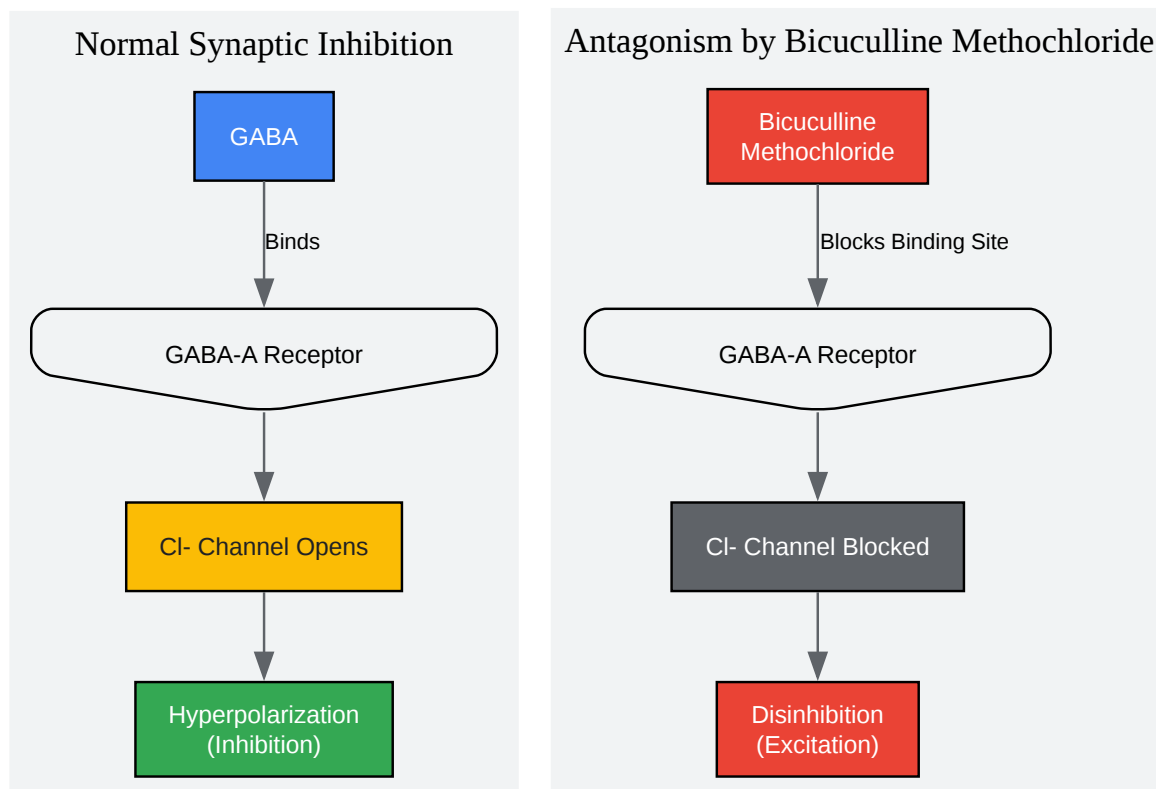 Normal Synaptic Inhibition
GABA
Binds
GABA-A Receptor
Cl- Channel Opens
Hyperpolarization
(Inhibition)
Antagonism by Bicuculline Methochloride
Bicuculline
Methochloride
Blocks Binding Site
GABA-A Receptor
Cl- Channel Blocked
Disinhibition
(Excitation)